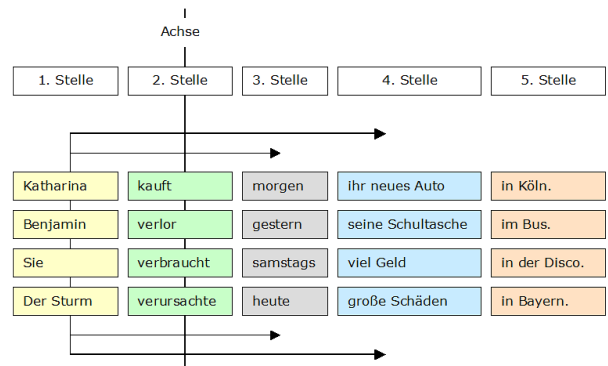 Achse
1. Stelle 2. Stelle 3. Stelle 4. Stelle 5. Stelle
Katharina kauft morgen ihr neues Auto in Köln.
Benjamin verlor gestern seine Schultasche im Bus.
Sie verbraucht samstags viel Geld in der Disco.
Der Sturm verursachte heute große Schäden in Bayern.